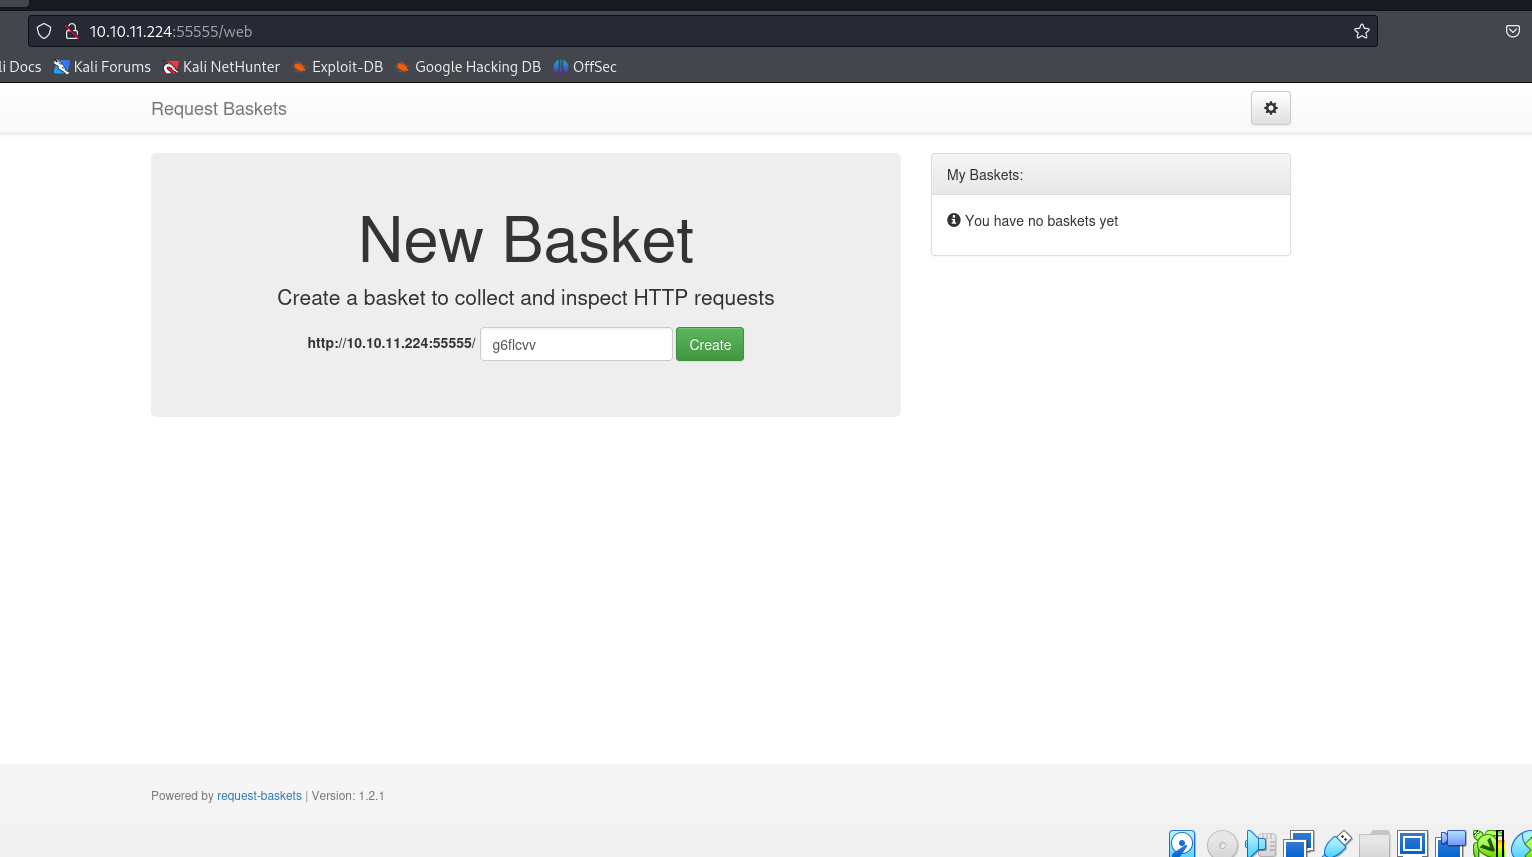 10.10.11.224:55555/web
li Docs Kali Forums Kali NetHunter Exploit-DB Google Hacking DB OffSec
Request Baskets
New Basket
Create a basket to collect and inspect HTTP requests
http://10.10.11.224:55555/ g6flcvv Create
My Baskets:
You have no baskets yet
Powered by request-baskets | Version: 1.2.1